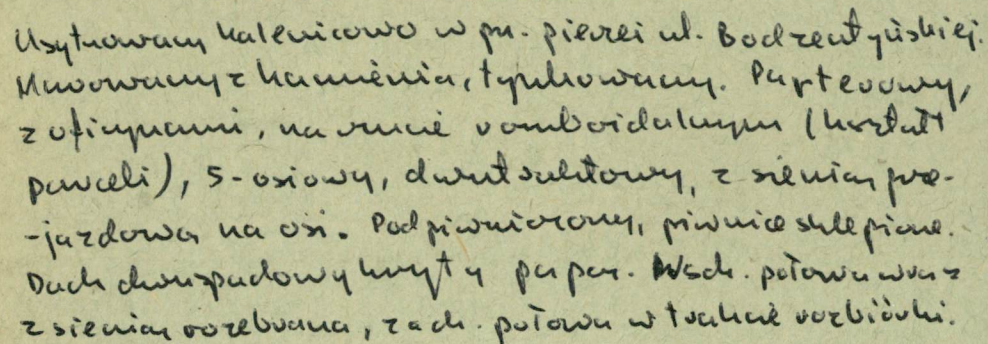 Usytuowany kalenicowo w pn. pierzei ul. Bodzentyńskiej.
Murowany z kamienia, tynkowany. Parterowy,
z oficynami, na rzucie romboidalnym (kształt
parceli), 5-osiowy, dwutraktowy, z sienią prze-
-jazdową na osi. Podpiwniczony, piwnice sklepione.
Dach dwuspadowy kryty papą. Wsch. połowa wraz
z sienią rozebrana, zach. połowa w trakcie rozbiórki.